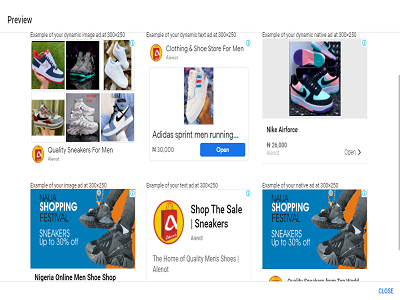 Preview
Example of your dynamic image ad at 300×250
Example of your dynamic text ad at 300×250
Example of your dynamic native ad at 300×250
Quality Sneakers For Men
Alenot
Clothing & Shoe Store For Men
Alenot
Adidas sprint men running...
₦ 30,000
Open
Nike Airforce
₦ 26,000
Alenot
Open
Example of your image ad at 300×250
Example of your text ad at 300×250
Example of your native ad at 300×250
NAIJA
SHOPPING
FESTIVAL
SNEAKERS
Up to 30% off
Nigeria Online Men Shoe Shop
Shop The Sale
| Sneakers
Alenot
The Home of Quality Men's Shoes |
Alenot
NAIJA
SHOPPING
FESTIVAL
SNEAKERS
Up to 30% off
Quality Sneakers from Top World
CLOSE